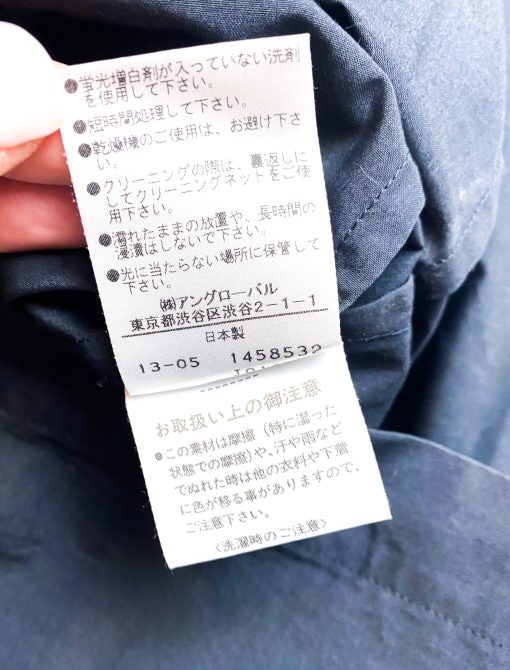 ●蛍光増白剤が入っていない洗剤
を使用して下さい。
●短時間処理して下さい。
●乾燥機のご使用は、お避け下さ
い。
●クリーニングの際は、裏返しに
してクリーニングネットをご使
用下さい。
●濡れたままの放置や、長時間の
浸漬はしないで下さい。
●光に当たらない場所に保管して
下さい。
㈱アングローバル
東京都渋谷区渋谷2-1-1
日本製
13-05 1458532
お取扱い上の御注意
●この素材は摩擦（特に湿った
状態での摩擦）や、汗や雨など
でぬれた時は他の衣料や下着
に色が移る事がありますので、
ご注意下さい。
〈洗濯時のご注意〉